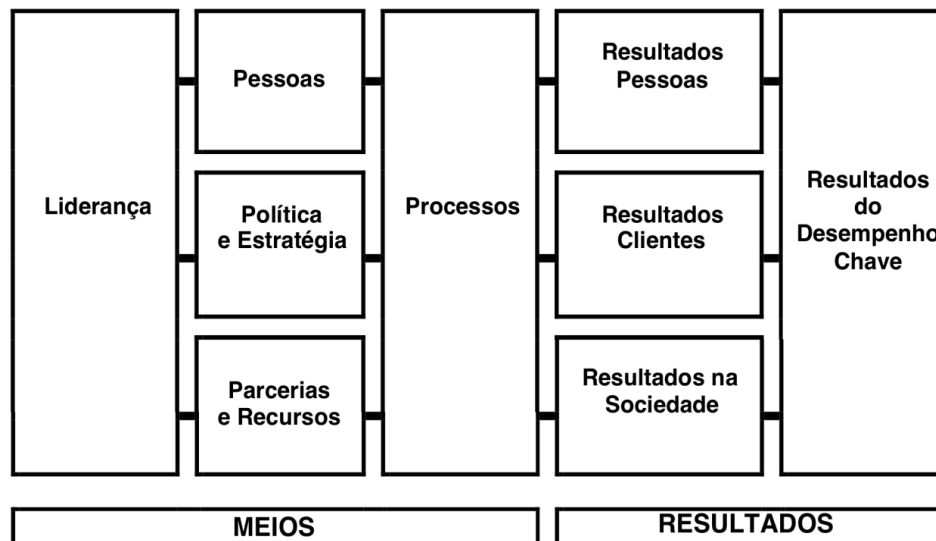 Liderança
Pessoas
Política
e Estratégia
Parcerias
e Recursos
Processos
Resultados
Pessoas
Resultados
Clientes
Resultados na
Sociedade
Resultados
do
Desempenho
Chave
MEIOS
RESULTADOS